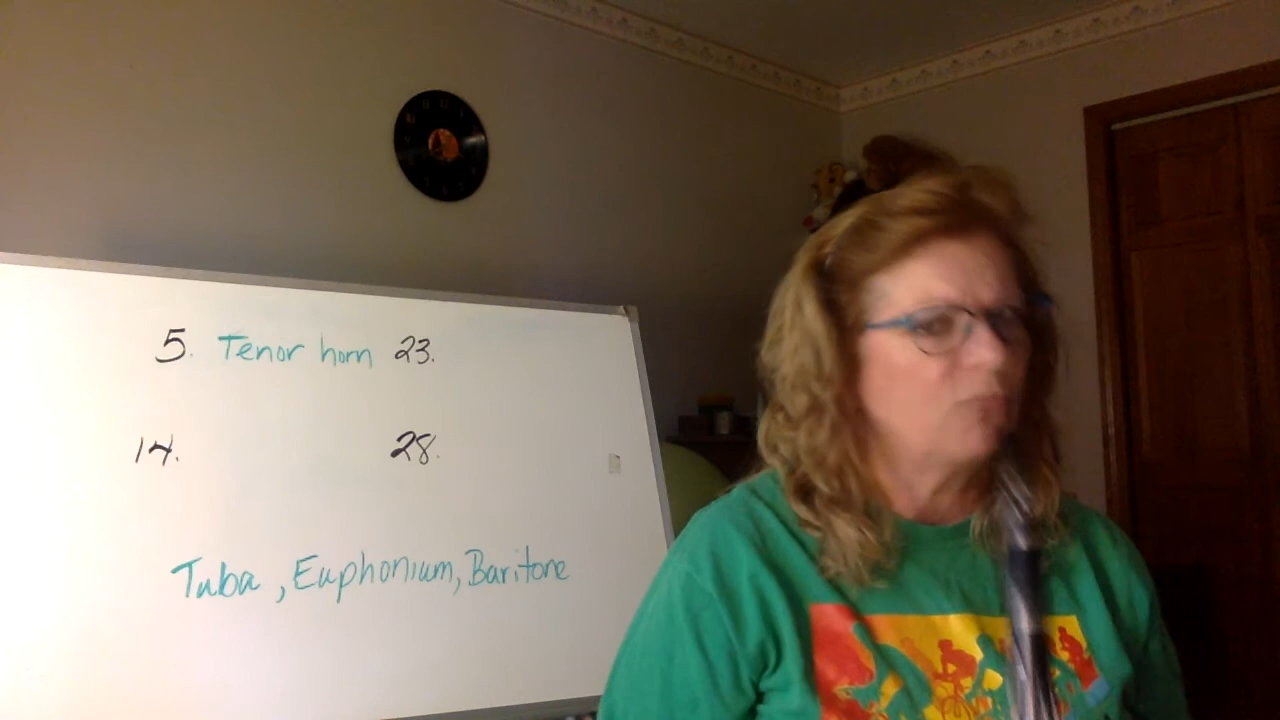 5. Tenor horn 23.
14. 28.
Tuba, Euphonium, Baritone